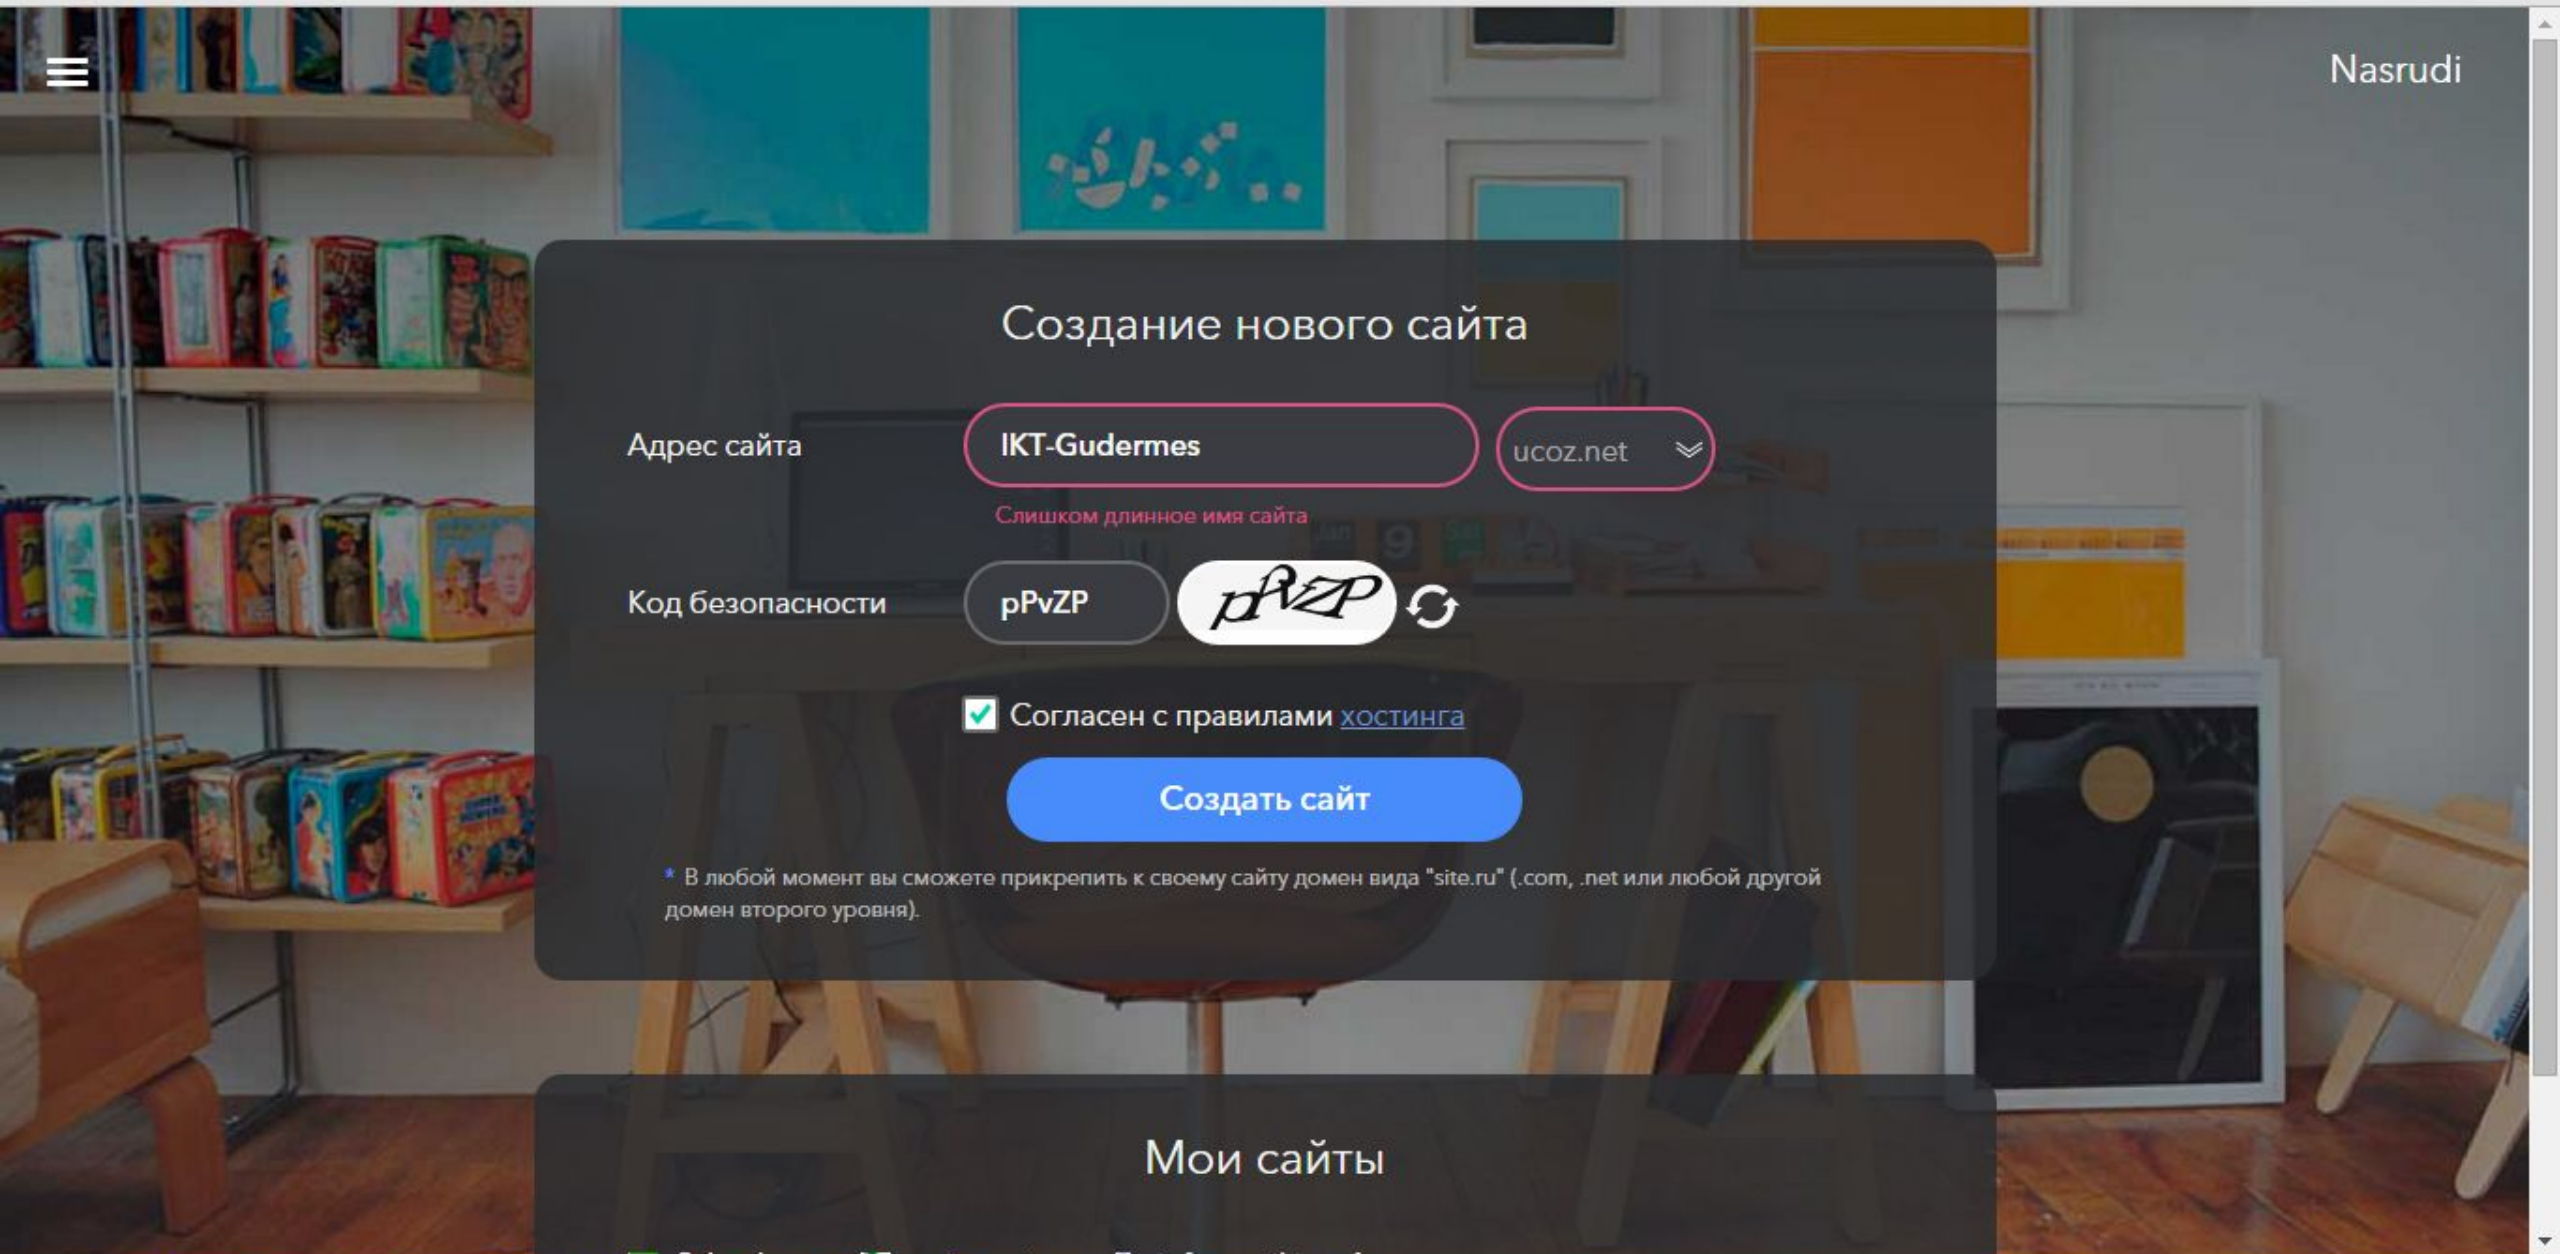 Nasrudi
Создание нового сайта
Адрес сайта
IKT-Gudermes
ucoz.net
Слишком длинное имя сайта
Код безопасности
pPvZP
pPvZP
Согласен с правилами хостинга
Создать сайт
* В любой момент вы сможете прикрепить к своему сайту домен вида "site.ru" (.com, .net или любой другой
домен второго уровня).
Мои сайты